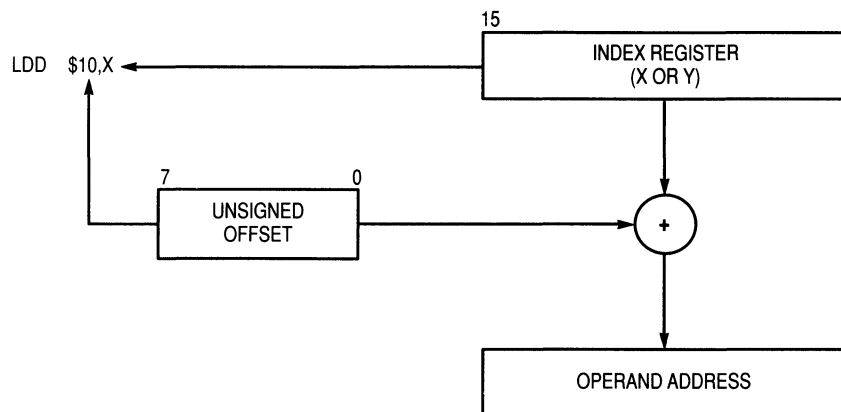 15
INDEX REGISTER
(X OR Y)
LDD $10,X
7 0
UNSIGNED
OFFSET
+
OPERAND ADDRESS